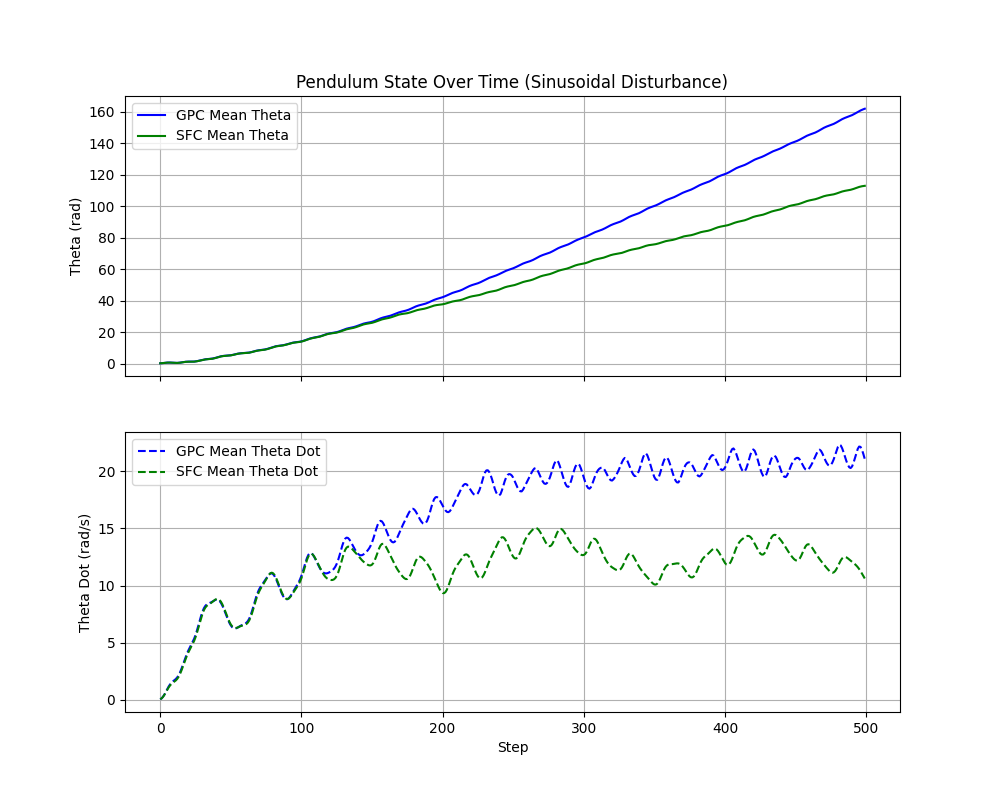 Pendulum State Over Time (Sinusoidal Disturbance)
GPC Mean Theta
SFC Mean Theta
Theta (rad)
160
140
120
100
80
60
40
20
0
GPC Mean Theta Dot
SFC Mean Theta Dot
Theta Dot (rad/s)
20
15
10
5
0
0 100 200 300 400 500
Step